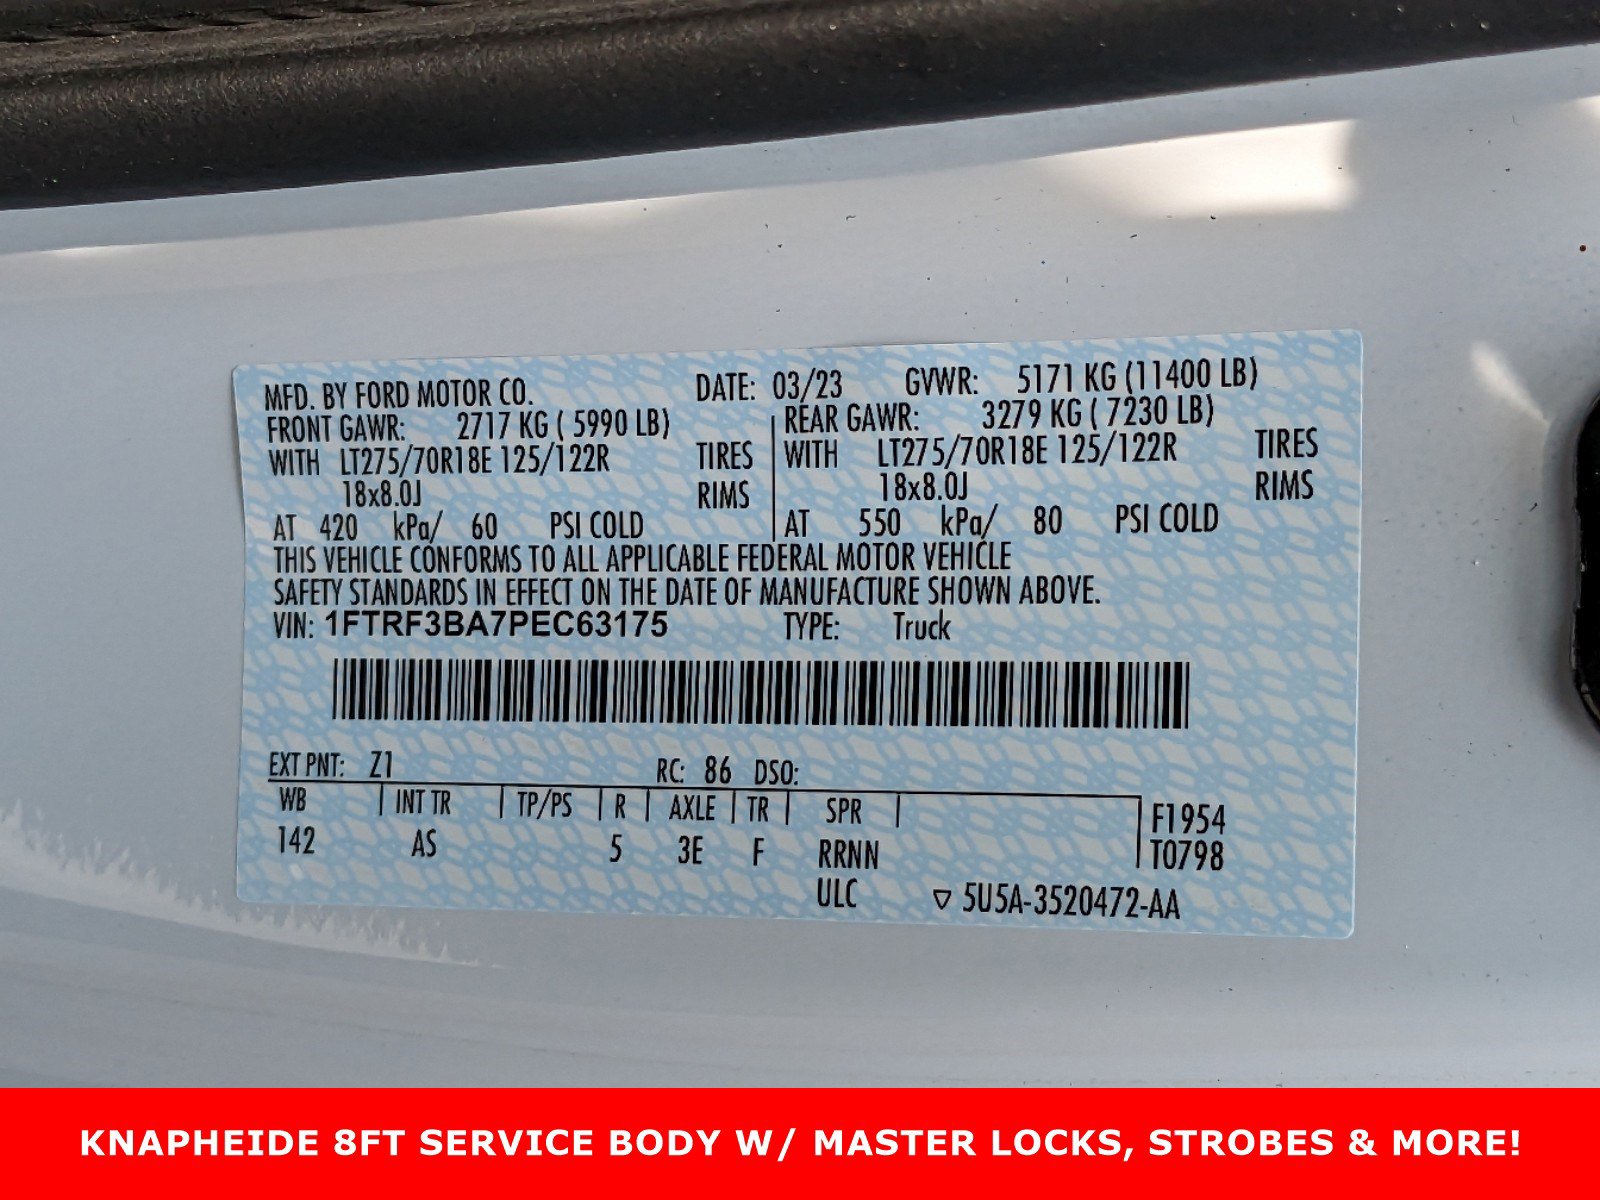 MFD. BY FORD MOTOR CO. DATE: 03/23 GVWR: 5171 KG (11400 LB)
FRONT GAWR: 2717 KG ( 5990 LB) REAR GAWR: 3279 KG ( 7230 LB)
WITH LT275/70R18E 125/122R TIRES WITH LT275/70R18E 125/122R TIRES
18x8.0J RIMS 18x8.0J RIMS
AT 420 kPa/ 60 PSI COLD AT 550 kPa/ 80 PSI COLD
THIS VEHICLE CONFORMS TO ALL APPLICABLE FEDERAL MOTOR VEHICLE
SAFETY STANDARDS IN EFFECT ON THE DATE OF MANUFACTURE SHOWN ABOVE.
VIN: 1FTRF3BA7PEC63175 TYPE: Truck
EXT PNT: Z1 RC: 86 DSO:
WB INT TR TP/PS R AXLE TR SPR F1954
142 AS 5 3E F RRNN T0798
ULC ▽ 5U5A-3520472-AA
KNAPHEIDE 8FT SERVICE BODY W/ MASTER LOCKS, STROBES & MORE!